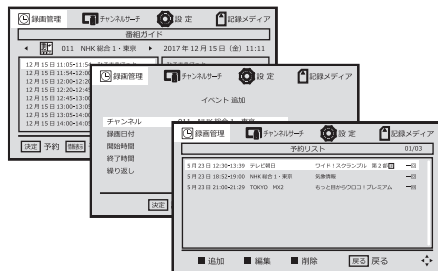 録画管理 チャンネルサーチ 設 定 記録メディア
番組ガイド
011 NHK 総合 1・東京 2017 年 12 月 15 日 (金) 11:11
12 月 15 日 11:05-11:54
12 月 15 日 11:54-12:00
12 月 15 日 12:00-12:20
12 月 15 日 12:20-12:45
12 月 15 日 12:45-13:00
12 月 15 日 13:00-13:05
12 月 15 日 13:05-14:00
12 月 15 日 14:00-14:05
決定 予約
録画管理 チャンネルサーチ 設 定 記録メディア
イベント 追加
チャンネル 011 NHK 総合 1・東京
録画日付
開始時間
終了時間
繰り返し
決定
録画管理 チャンネルサーチ 設 定 記録メディア
予約リスト 01/03
5 月 23 日 12:30-13:39 テレビ朝日 ワイド!スクランブル 第 2 部 一回
5 月 23 日 18:52-19:00 NHK 総合 1・東京 気象情報 一回
5 月 23 日 21:00-21:29 TOKYO MX2 もっと目からウロコ!プレミアム 一回
■ 追加 ■ 編集 ■ 削除 戻る 戻る